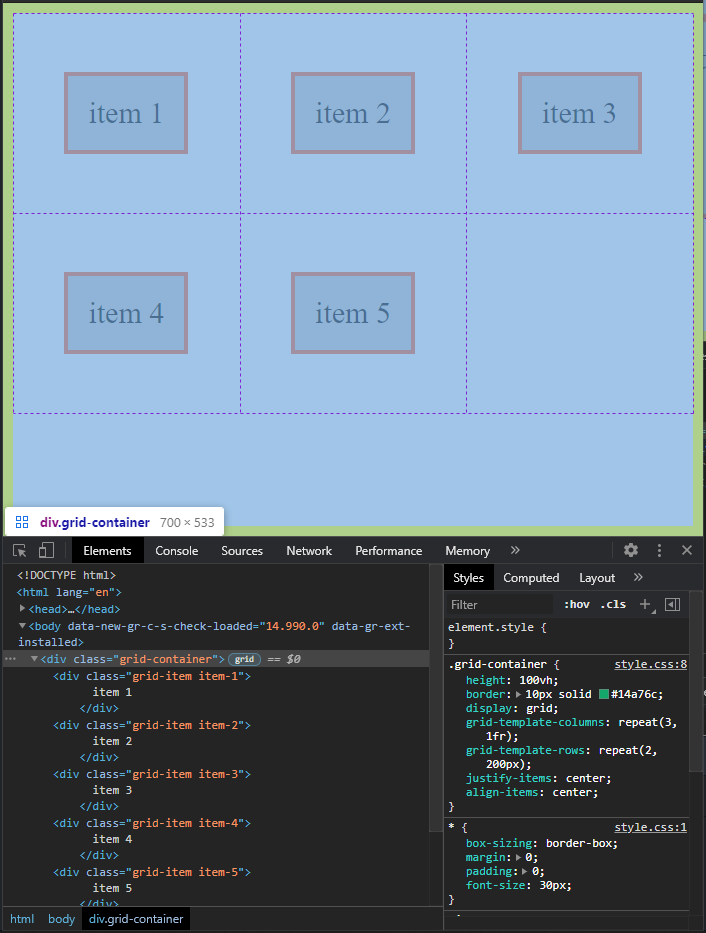 item 1 item 2 item 3
item 4 item 5
div.grid-container 700 × 533
Elements Console Sources Network Performance Memory »
<!DOCTYPE html>
<html lang="en">
<head>…</head>
<body data-new-gr-c-s-check-loaded="14.990.0" data-gr-ext-
installed>
<div class="grid-container"> grid == $0
<div class="grid-item item-1">
item 1
</div>
<div class="grid-item item-2">
item 2
</div>
<div class="grid-item item-3">
item 3
</div>
<div class="grid-item item-4">
item 4
</div>
<div class="grid-item item-5">
item 5
</div>
html body div.grid-container
Styles Computed Layout »
Filter :hov .cls +
element.style {
}
.grid-container { style.css:8
height: 100vh;
border: 10px solid #14a76c;
display: grid;
grid-template-columns: repeat(3,
1fr);
grid-template-rows: repeat(2,
200px);
justify-items: center;
align-items: center;
}
* { style.css:1
box-sizing: border-box;
margin: 0;
padding: 0;
font-size: 30px;
}